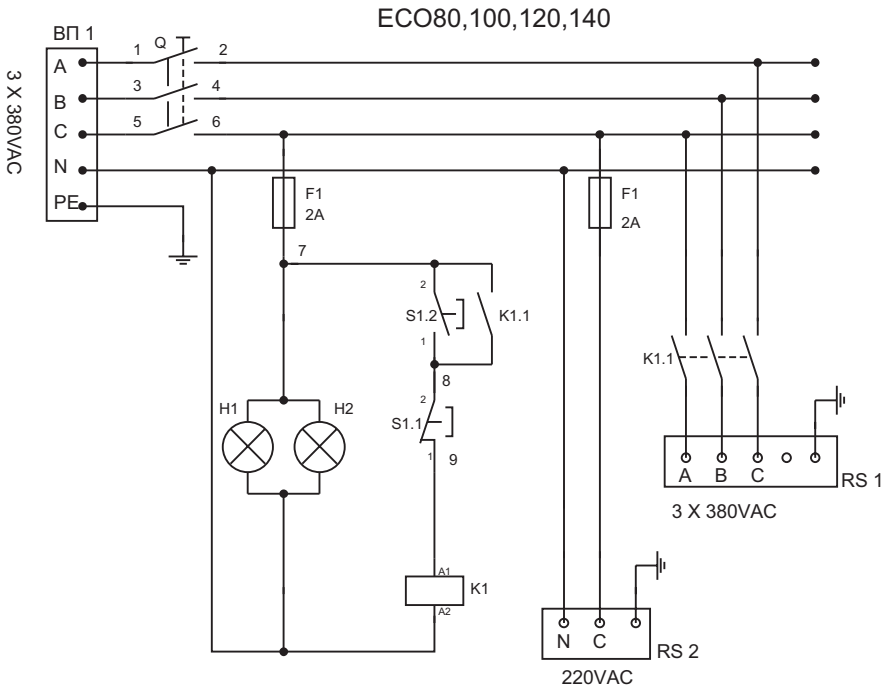 ECO80,100,120,140
ВП 1
3 X 380VAC
A
B
C
N
PE
Q
1
2
3
4
5
6
F1
2A
7
F1
2A
2
S1.2
1
K1.1
8
2
S1.1
1
9
H1
H2
A1
K1
A2
K1.1
A B C
RS 1
3 X 380VAC
N C
RS 2
220VAC